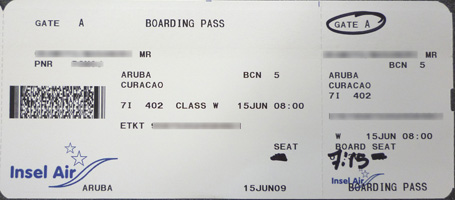 GATE A BOARDING PASS
MR
PNR
ARUBA BCN 5
CURACAO
7I 402 CLASS W 15JUN 08:00
ETKT
SEAT
Insel Air
ARUBA 15JUN09
GATE A
MR
BCN 5
ARUBA
CURACAO
7I 402
W 15JUN 08:00
BOARD SEAT
7:15
Insel Air
BOARDING PASS